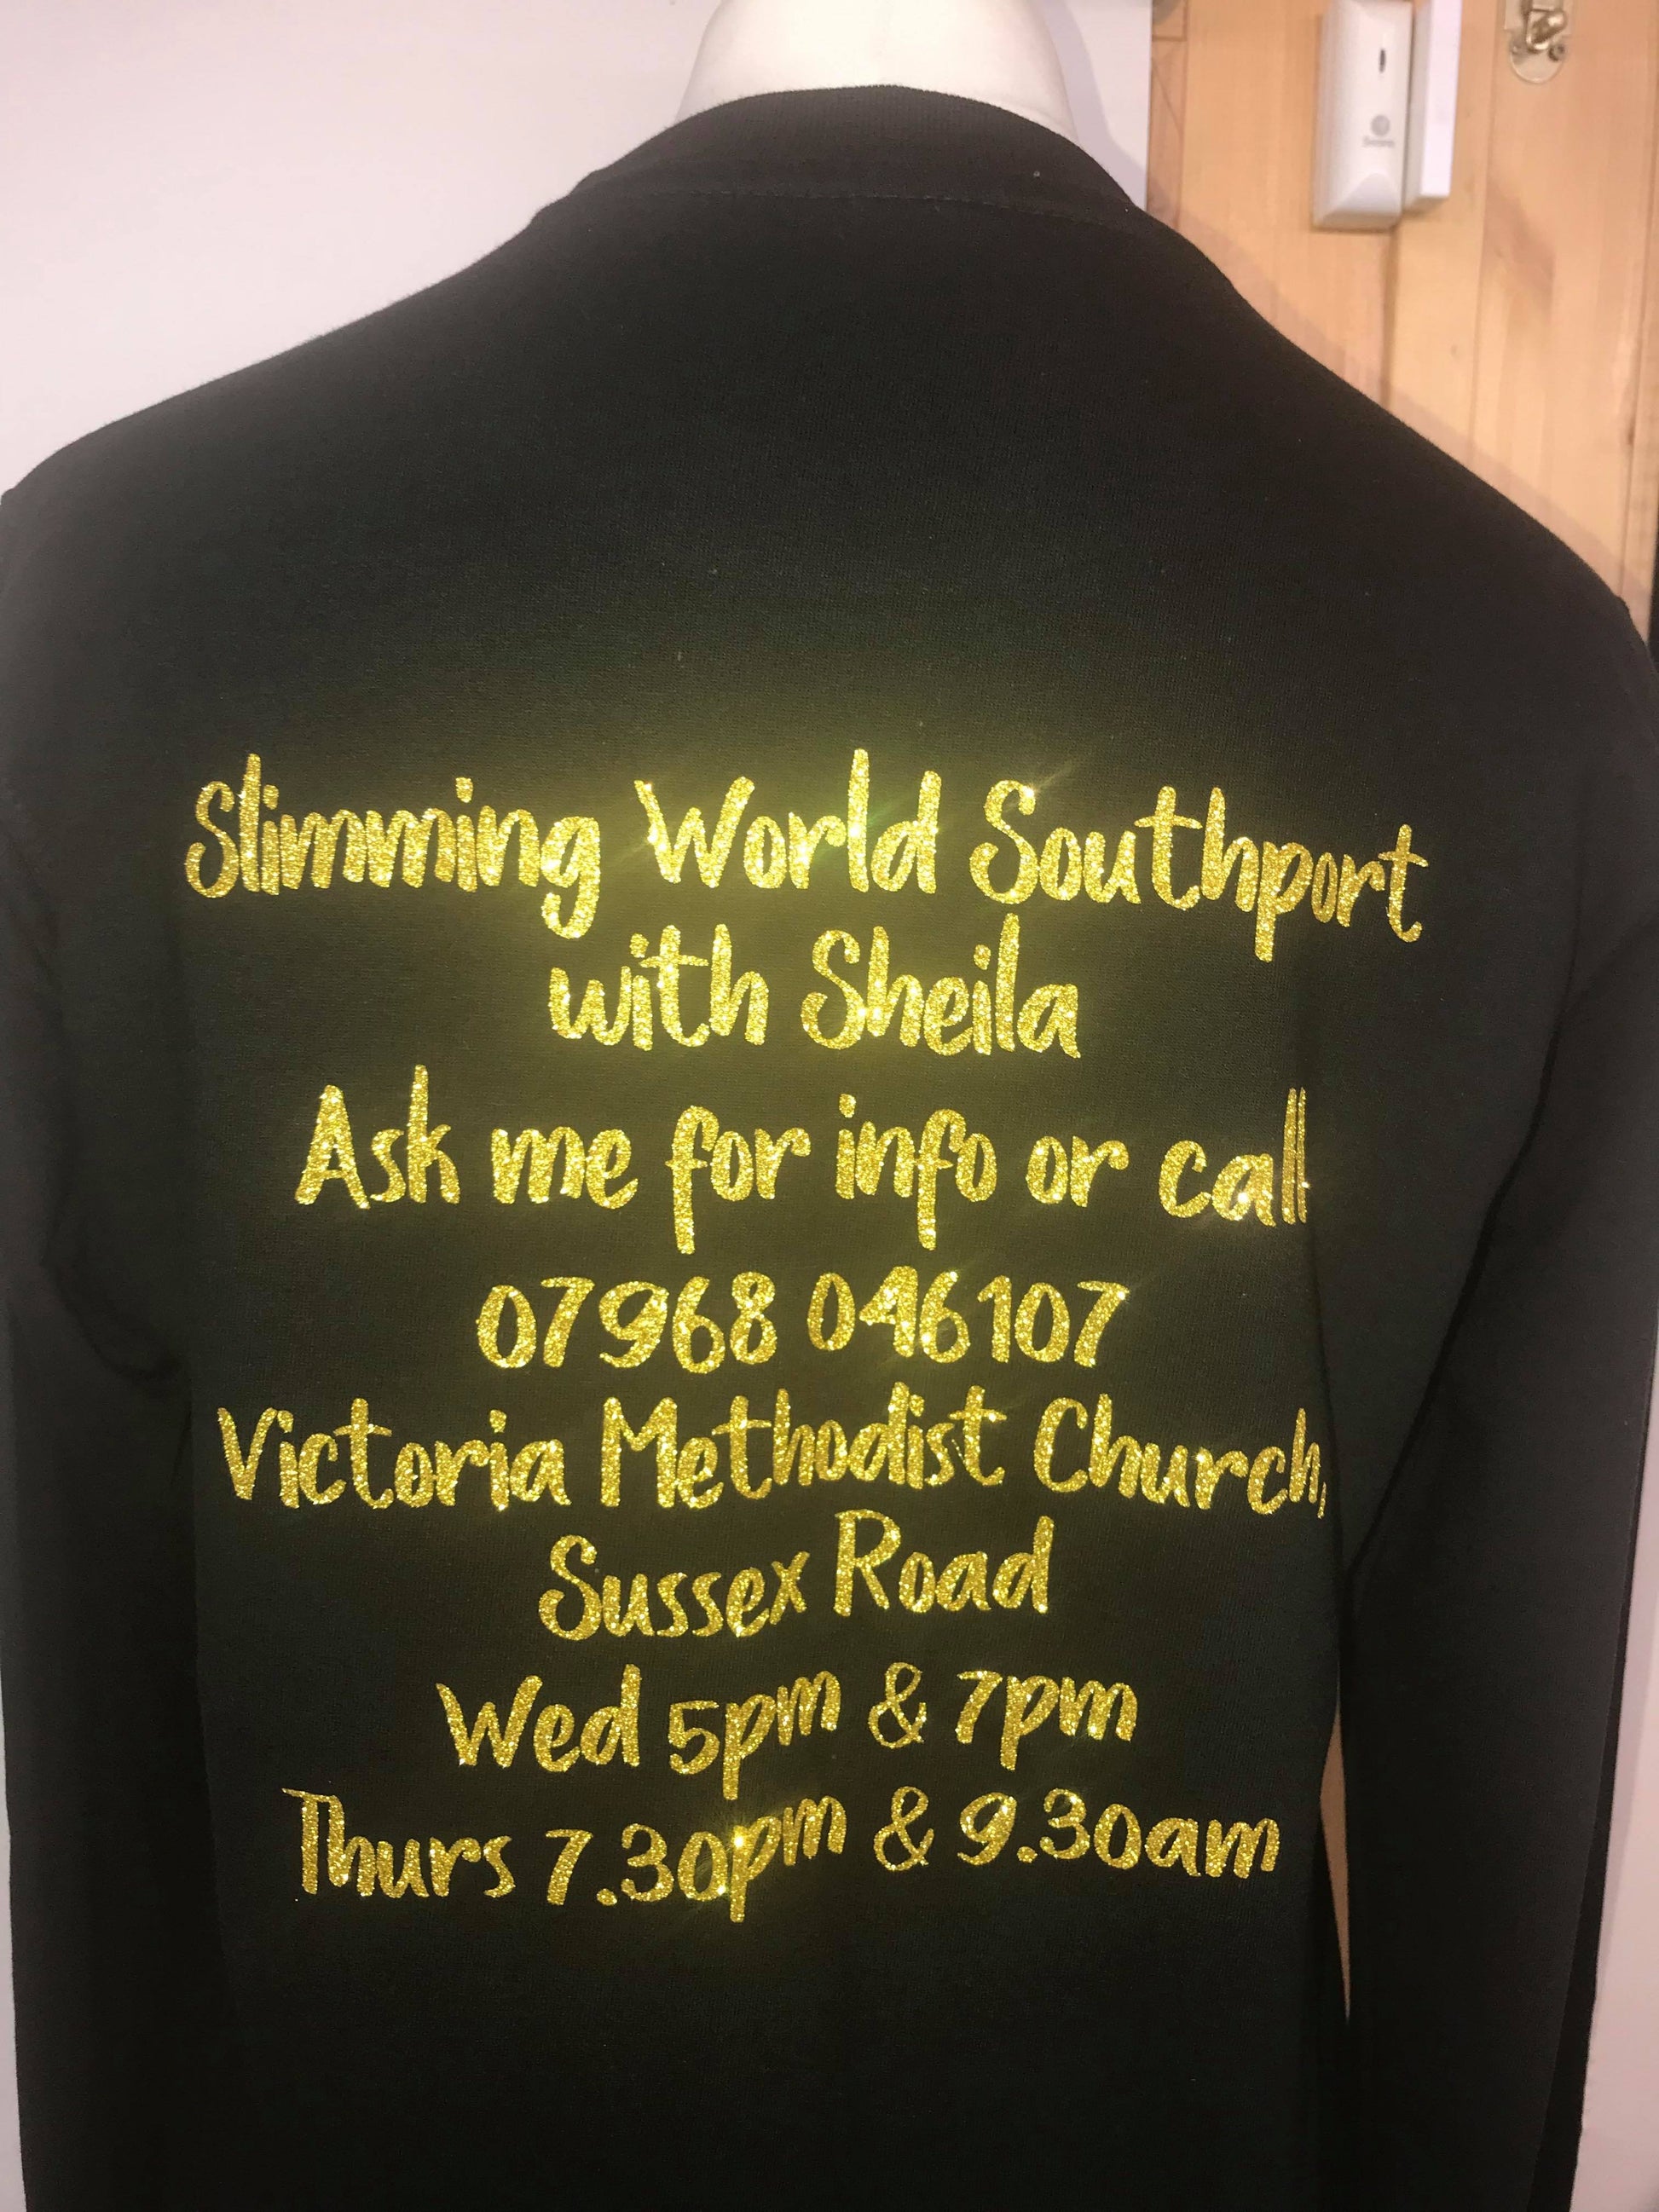 Slimming World Southport
with Sheila
Ask me for info or call
07968 046107
Victoria Methodist Church,
Sussex Road
Wed 5pm & 7pm
Thurs 7.30pm & 9.30am